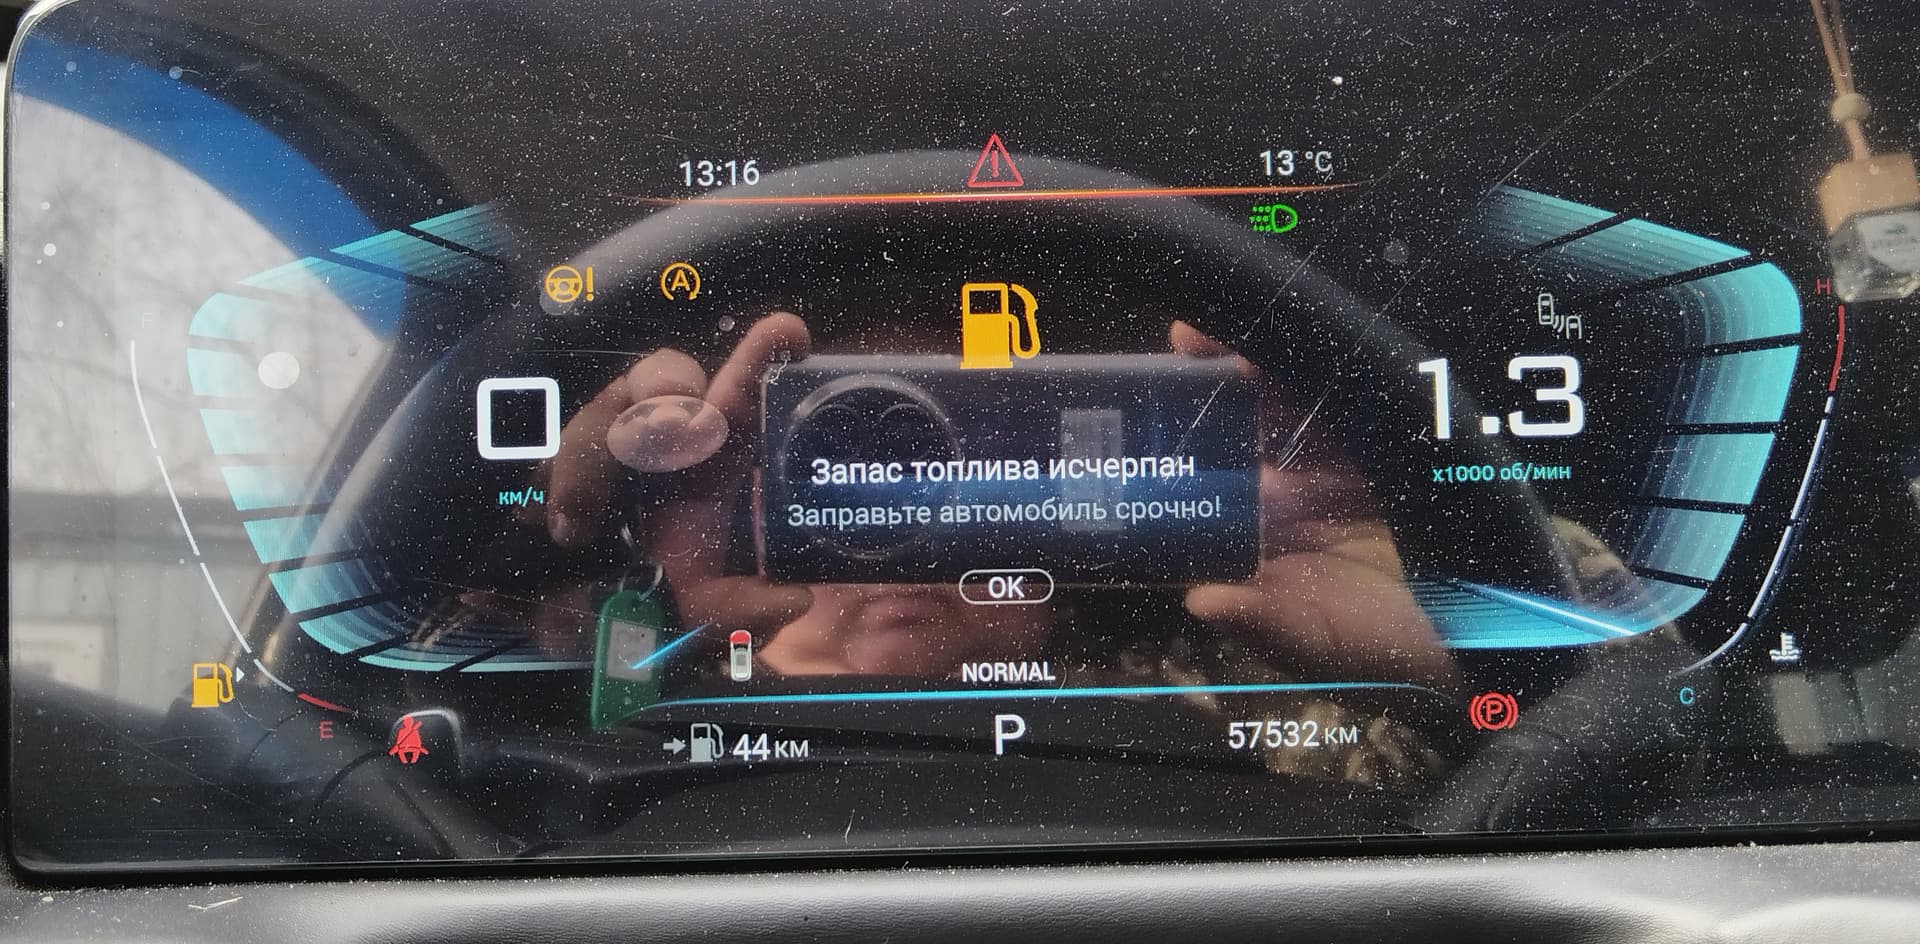 13:16
13 °C
A
F
H
0
км/ч
1.3
x1000 об/мин
Запас топлива исчерпан
Заправьте автомобиль срочно!
OK
NORMAL
E
C
44 км
P
57532 км
P